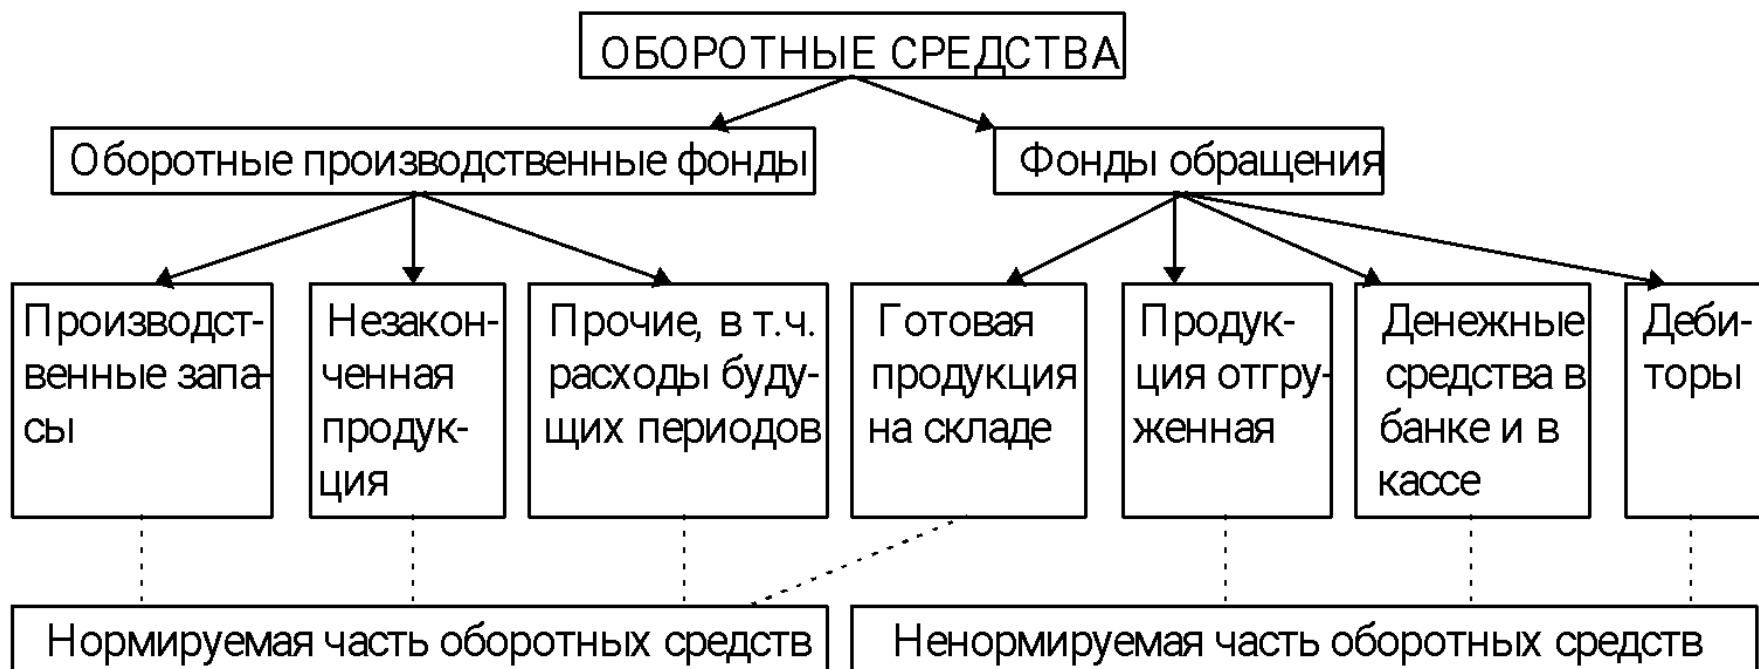 ОБОРОТНЫЕ СРЕДСТВА
Оборотные производственные фонды
Фонды обращения
Производст-
венные запа-
сы
Незакон-
ченная
продук-
ция
Прочие, в т.ч.
расходы буду-
щих периодов
Готовая
продукция
на складе
Продук-
ция отгру-
женная
Денежные
средства в
банке и в
кассе
Деби-
торы
Нормируемая часть оборотных средств
Ненормируемая часть оборотных средств